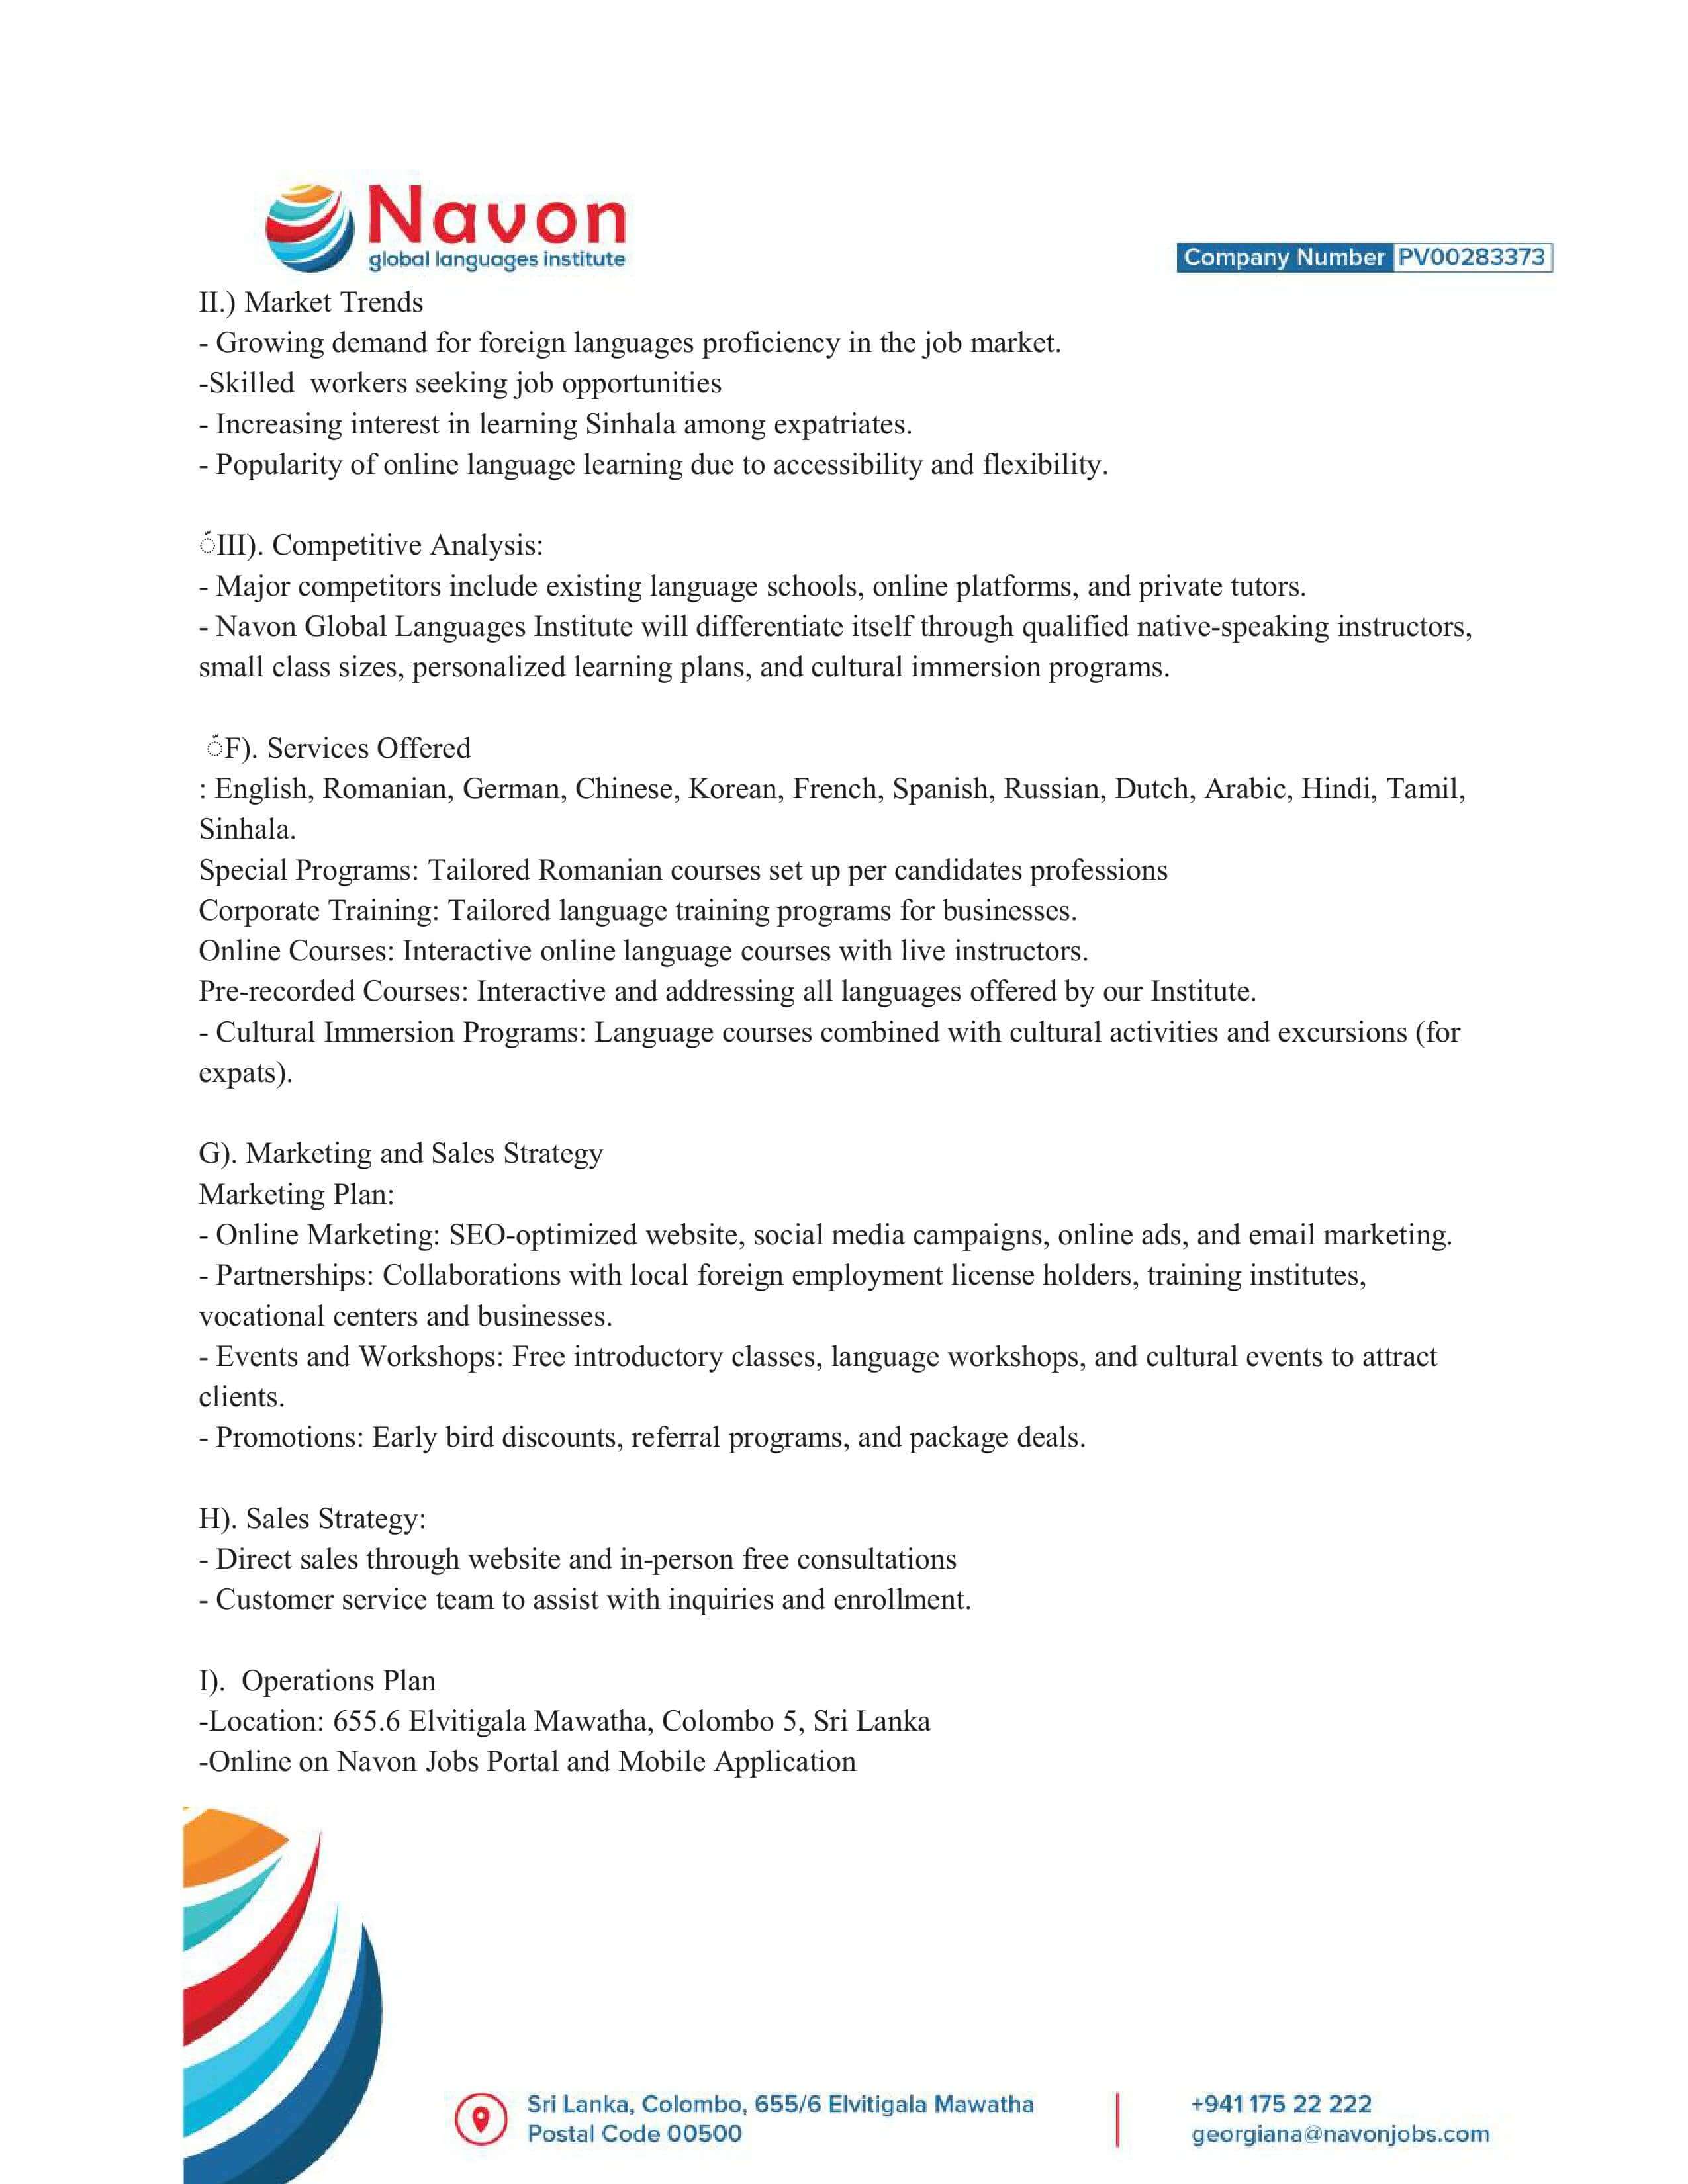 Navon
global languages institute
Company Number PV00283373
II.) Market Trends
- Growing demand for foreign languages proficiency in the job market.
-Skilled  workers seeking job opportunities
- Increasing interest in learning Sinhala among expatriates.
- Popularity of online language learning due to accessibility and flexibility.
III). Competitive Analysis:
- Major competitors include existing language schools, online platforms, and private tutors.
- Navon Global Languages Institute will differentiate itself through qualified native-speaking instructors,
small class sizes, personalized learning plans, and cultural immersion programs.
F). Services Offered
: English, Romanian, German, Chinese, Korean, French, Spanish, Russian, Dutch, Arabic, Hindi, Tamil,
Sinhala.
Special Programs: Tailored Romanian courses set up per candidates professions
Corporate Training: Tailored language training programs for businesses.
Online Courses: Interactive online language courses with live instructors.
Pre-recorded Courses: Interactive and addressing all languages offered by our Institute.
- Cultural Immersion Programs: Language courses combined with cultural activities and excursions (for
expats).
G). Marketing and Sales Strategy
Marketing Plan:
- Online Marketing: SEO-optimized website, social media campaigns, online ads, and email marketing.
- Partnerships: Collaborations with local foreign employment license holders, training institutes,
vocational centers and businesses.
- Events and Workshops: Free introductory classes, language workshops, and cultural events to attract
clients.
- Promotions: Early bird discounts, referral programs, and package deals.
H). Sales Strategy:
- Direct sales through website and in-person free consultations
- Customer service team to assist with inquiries and enrollment.
I).  Operations Plan
-Location: 655.6 Elvitigala Mawatha, Colombo 5, Sri Lanka
-Online on Navon Jobs Portal and Mobile Application
Sri Lanka, Colombo, 655/6 Elvitigala Mawatha
Postal Code 00500
+941 175 22 222
georgiana@navonjobs.com